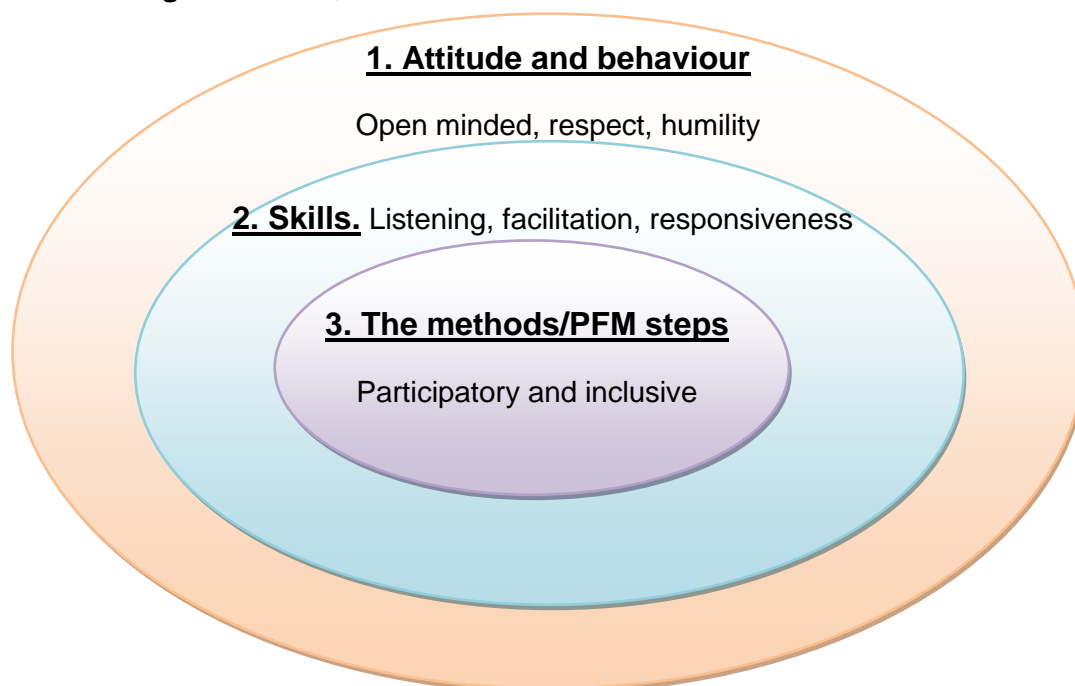 1. Attitude and behaviour
Open minded, respect, humility
2. Skills. Listening, facilitation, responsiveness
3. The methods/PFM steps
Participatory and inclusive